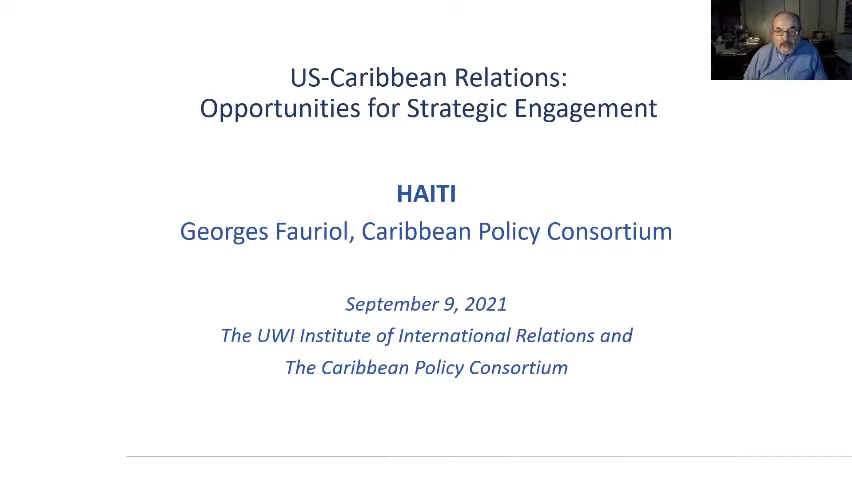 US-Caribbean Relations:
Opportunities for Strategic Engagement
HAITI
Georges Fauriol, Caribbean Policy Consortium
September 9, 2021
The UWI Institute of International Relations and
The Caribbean Policy Consortium